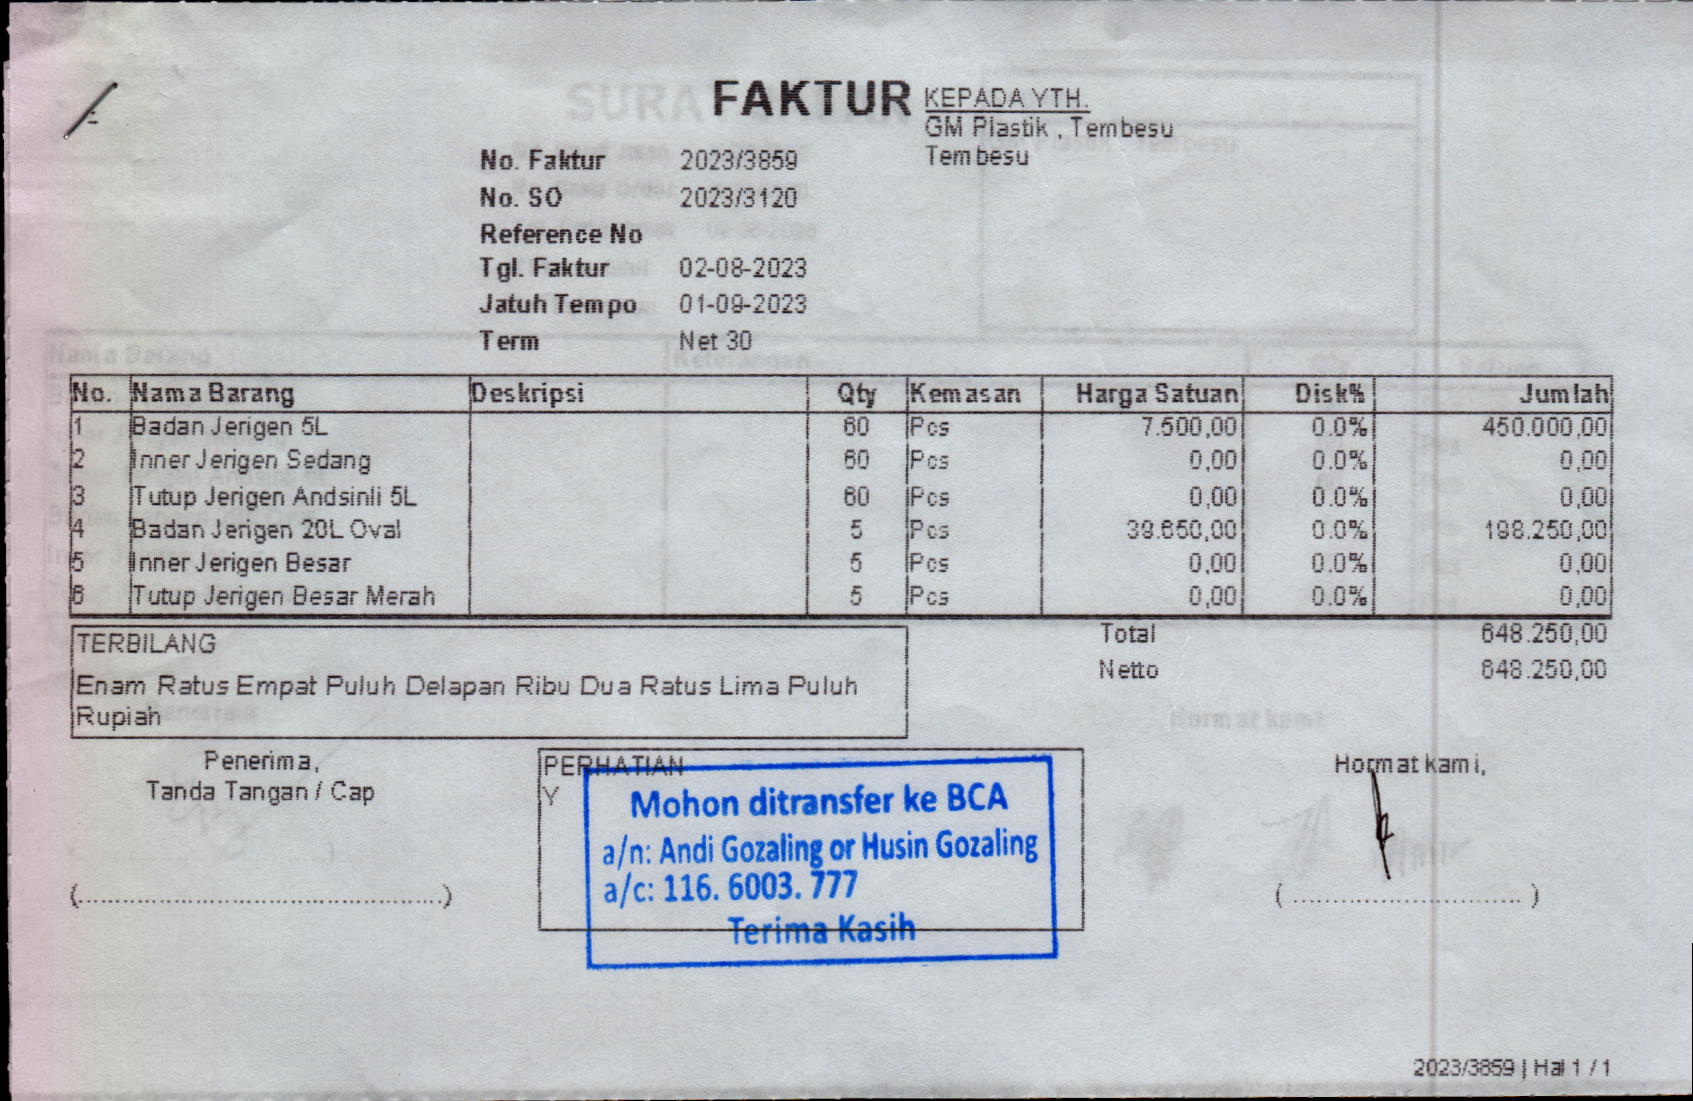 FAKTUR
KEPADA YTH.
GM Plastik , Tembesu
Tembesu
No. Faktur 2023/3859
No. SO 2023/3120
Reference No
Tgl. Faktur 02-08-2023
Jatuh Tempo 01-09-2023
Term Net 30
No. Nama Barang Deskripsi Qty Kemasan Harga Satuan Disk% Jumlah
1 Badan Jerigen 5L 60 Pcs 7.500,00 0.0% 450.000,00
2 Inner Jerigen Sedang 60 Pcs 0,00 0.0% 0,00
3 Tutup Jerigen Andsinli 5L 60 Pcs 0,00 0.0% 0,00
4 Badan Jerigen 20L Oval 5 Pcs 39.650,00 0.0% 198.250,00
5 Inner Jerigen Besar 5 Pcs 0,00 0.0% 0,00
6 Tutup Jerigen Besar Merah 5 Pcs 0,00 0.0% 0,00
Total 648.250,00
Netto 648.250,00
TERBILANG
Enam Ratus Empat Puluh Delapan Ribu Dua Ratus Lima Puluh
Rupiah
Penerima,
Tanda Tangan / Cap
(..............................................)
PERHATIAN
Y
Mohon ditransfer ke BCA
a/n: Andi Gozaling or Husin Gozaling
a/c: 116. 6003. 777
Terima Kasih
Hormat kami,
(............................. )
2023/3859 | Hal 1 / 1